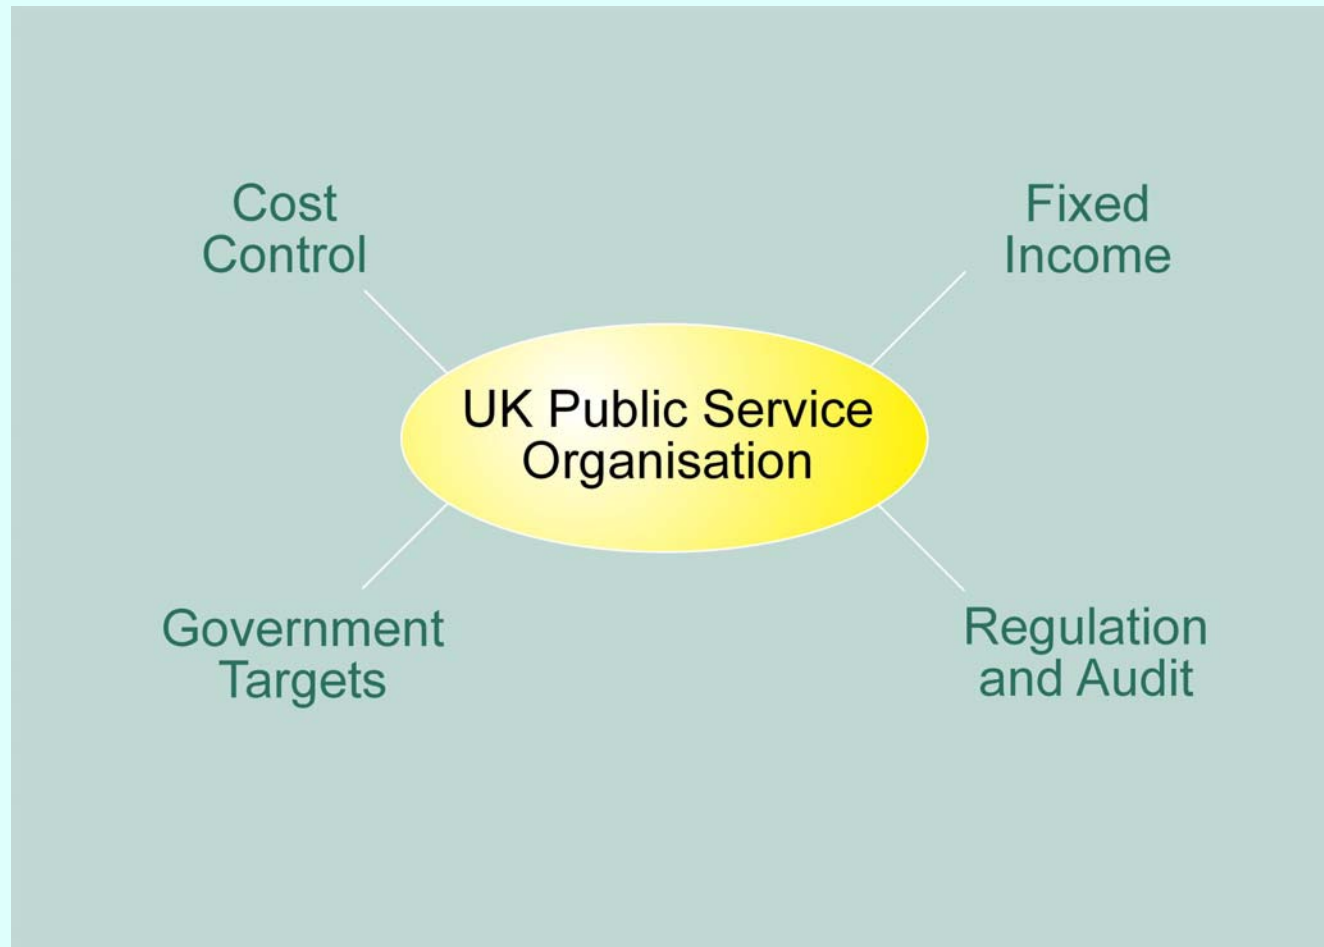 Cost
Control
Fixed
Income
UK Public Service
Organisation
Government
Targets
Regulation
and Audit